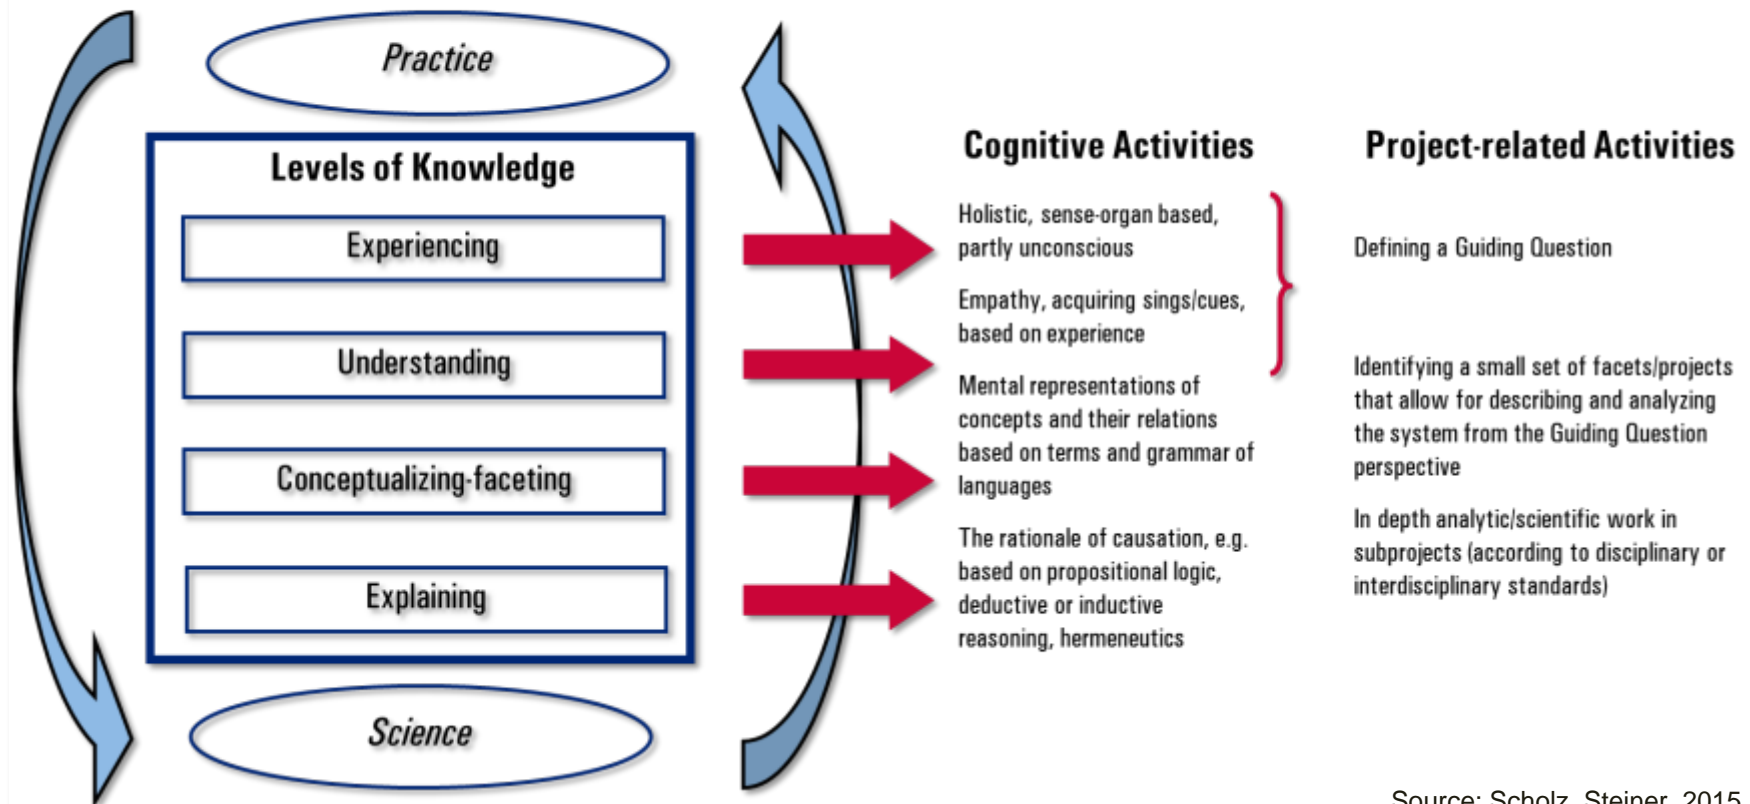 Practice
Levels of Knowledge
Experiencing
Understanding
Conceptualizing-faceting
Explaining
Science
Cognitive Activities
Holistic, sense-organ based,
partly unconscious
Empathy, acquiring sings/cues,
based on experience
Mental representations of
concepts and their relations
based on terms and grammar of
languages
The rationale of causation, e.g.
based on propositional logic,
deductive or inductive
reasoning, hermeneutics
Project-related Activities
Defining a Guiding Question
Identifying a small set of facets/projects
that allow for describing and analyzing
the system from the Guiding Question
perspective
In depth analytic/scientific work in
subprojects (according to disciplinary or
interdisciplinary standards)
Source: Scholz, Steiner, 2015